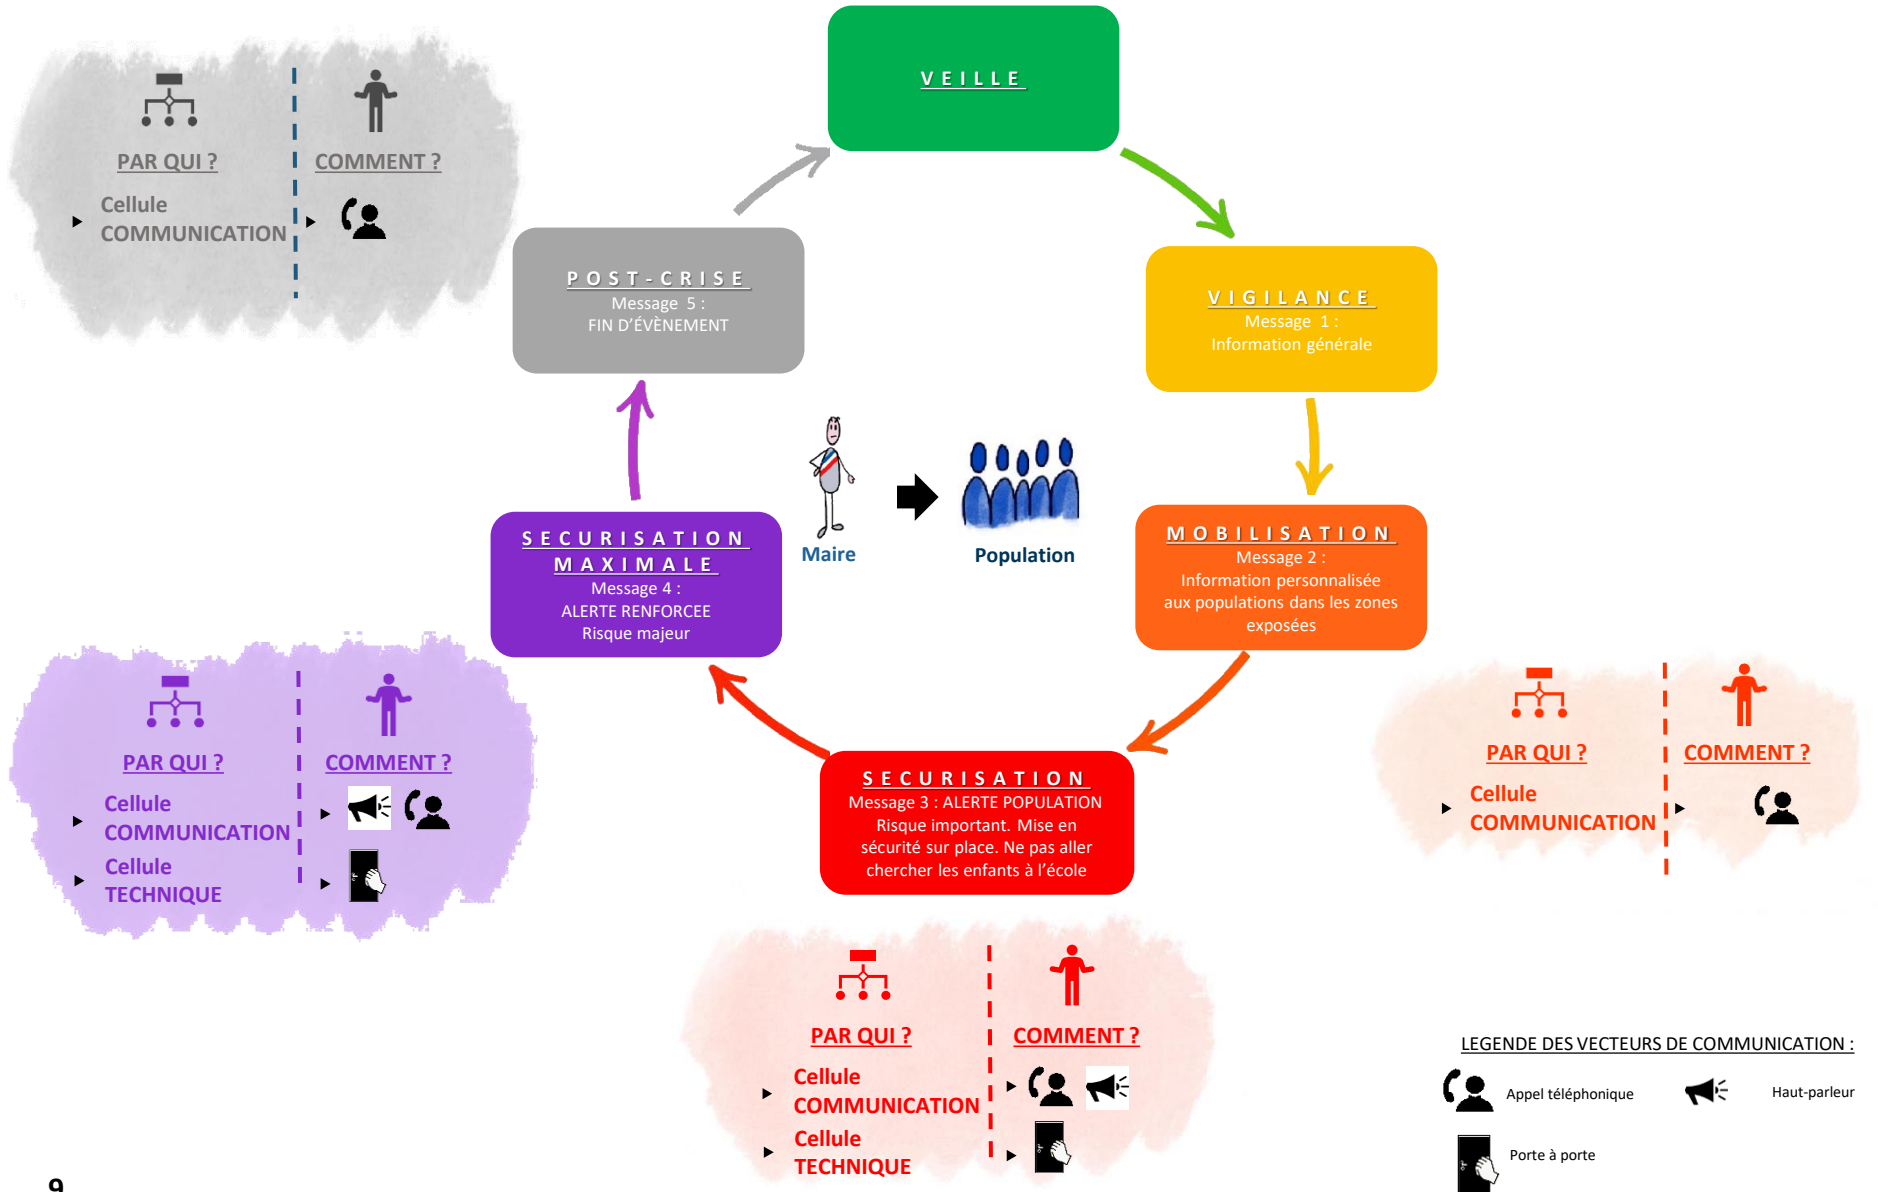 VEILLE
PAR QUI ?
COMMENT ?
Cellule
COMMUNICATION
POST-CRISE
Message 5 :
FIN D'ÉVÈNEMENT
VIGILANCE
Message 1 :
Information générale
Maire
Population
SECURISATION
MAXIMALE
Message 4 :
ALERTE RENFORCEE
Risque majeur
MOBILISATION
Message 2 :
Information personnalisée
aux populations dans les zones
exposées
PAR QUI ?
COMMENT ?
Cellule
COMMUNICATION
Cellule
TECHNIQUE
SECURISATION
Message 3 : ALERTE POPULATION
Risque important. Mise en
sécurité sur place. Ne pas aller
chercher les enfants à l'école
PAR QUI ?
COMMENT ?
Cellule
COMMUNICATION
PAR QUI ?
COMMENT ?
Cellule
COMMUNICATION
Cellule
TECHNIQUE
LEGENDE DES VECTEURS DE COMMUNICATION :
Appel téléphonique
Haut-parleur
Porte à porte
9